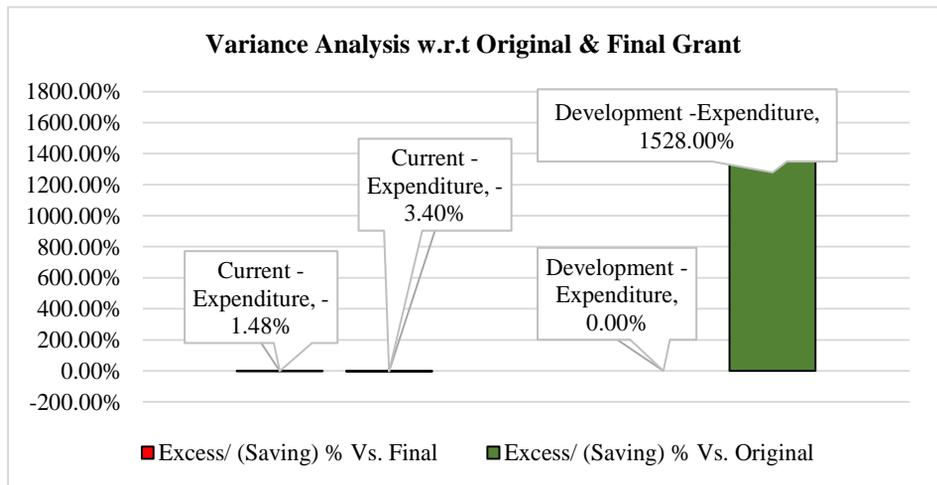 Variance Analysis w.r.t Original & Final Grant
1800.00%
1600.00%
1400.00%
1200.00%
1000.00%
800.00%
600.00%
400.00%
200.00%
0.00%
-200.00%
Current -
Expenditure, -
1.48%
Current -
Expenditure, -
3.40%
Development -
Expenditure,
0.00%
Development -Expenditure,
1528.00%
Excess/ (Saving) % Vs. Final
Excess/ (Saving) % Vs. Original